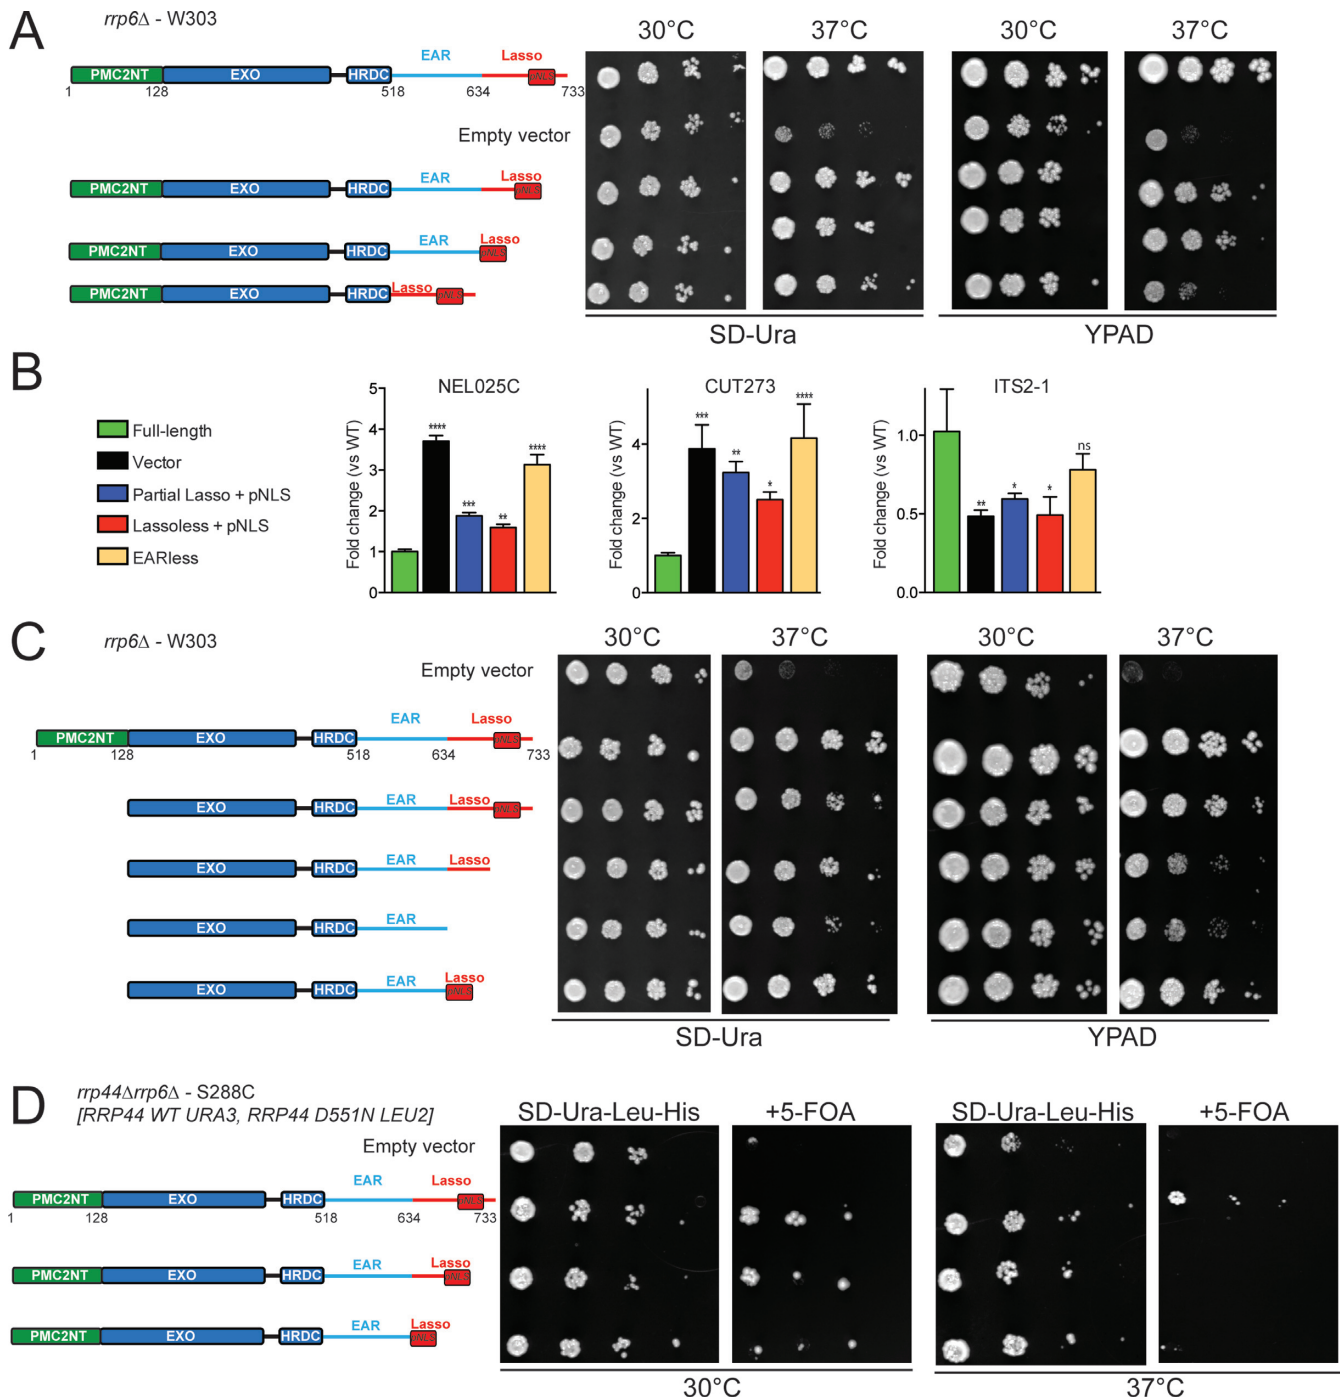 A
rrp6Δ - W303
30°C 37°C 30°C 37°C
EAR Lasso
PMC2NT EXO HRDC pNLS
1 128 518 634 733
Empty vector
EAR Lasso
PMC2NT EXO HRDC pNLS
EAR Lasso
PMC2NT EXO HRDC pNLS
Lasso
PMC2NT EXO HRDC pNLS
SD-Ura YPAD
B
Full-length
Vector
Partial Lasso + pNLS
Lassoless + pNLS
EARless
NEL025C
Fold change (vs WT)
5
4
3
2
1
0
**** *** ** ****
CUT273
Fold change (vs WT)
4
2
0
*** ** * ****
ITS2-1
Fold change (vs WT)
1.0
0.5
0.0
** * * ns
C
rrp6Δ - W303
30°C 37°C 30°C 37°C
Empty vector
EAR Lasso
PMC2NT EXO HRDC pNLS
1 128 518 634 733
EAR Lasso
EXO HRDC pNLS
EAR Lasso
EXO HRDC
EAR
EXO HRDC
EAR Lasso
EXO HRDC pNLS
SD-Ura YPAD
D
rrp44Δrrp6Δ - S288C
[RRP44 WT URA3, RRP44 D551N LEU2]
SD-Ura-Leu-His +5-FOA SD-Ura-Leu-His +5-FOA
Empty vector
EAR Lasso
PMC2NT EXO HRDC pNLS
1 128 518 634 733
EAR Lasso
PMC2NT EXO HRDC pNLS
EAR Lasso
PMC2NT EXO HRDC pNLS
30°C 37°C